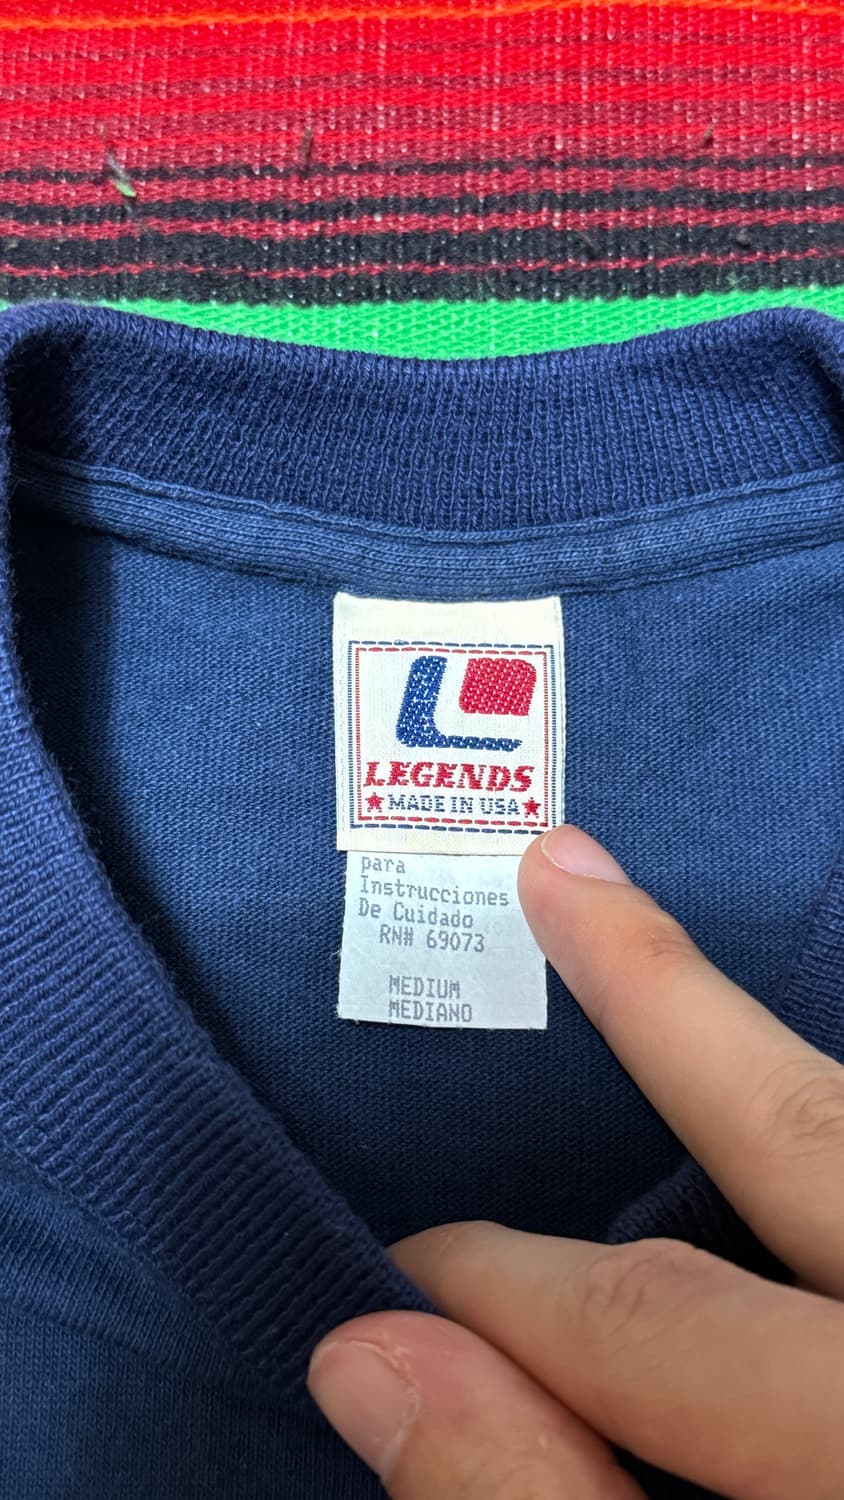 LEGENDS
★ MADE IN USA ★
para
Instrucciones
De Cuidado
RN# 69073
MEDIUM
MEDIANO